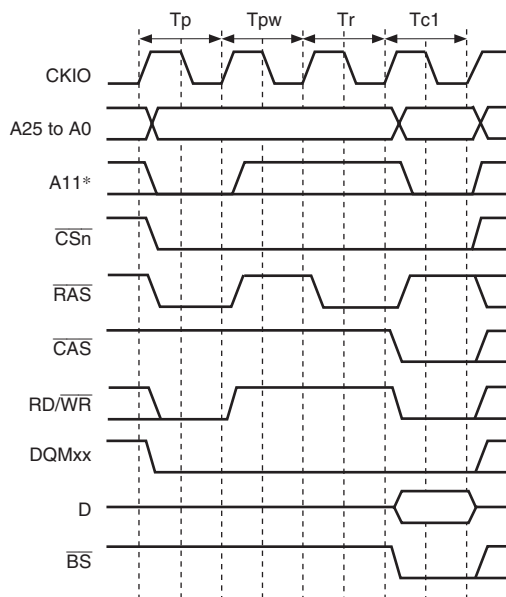 Tp Tpw Tr Tc1
CKIO
A25 to A0
A11*
CSn
RAS
CAS
RD/WR
DQMxx
D
BS